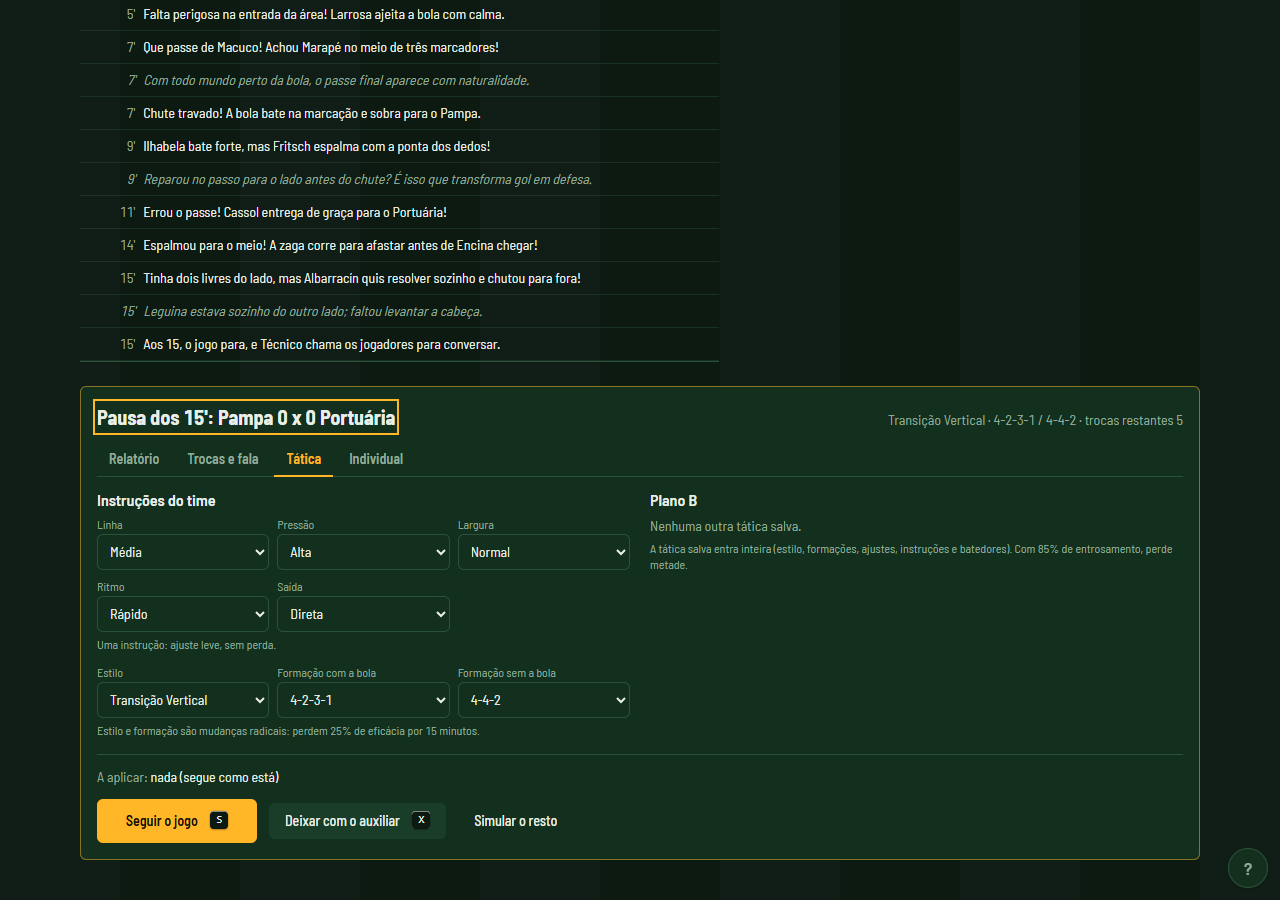 5' Falta perigosa na entrada da área! Larrosa ajeita a bola com calma.
7' Que passe de Macuco! Achou Marapé no meio de três marcadores!
7' Com todo mundo perto da bola, o passe final aparece com naturalidade.
7' Chute travado! A bola bate na marcação e sobra para o Pampa.
9' Ilhabela bate forte, mas Fritsch espalma com a ponta dos dedos!
9' Reparou no passo para o lado antes do chute? É isso que transforma gol em defesa.
11' Errou o passe! Cassol entrega de graça para o Portuária!
14' Espalmou para o meio! A zaga corre para afastar antes de Encina chegar!
15' Tinha dois livres do lado, mas Albarracín quis resolver sozinho e chutou para fora!
15' Leguina estava sozinho do outro lado; faltou levantar a cabeça.
15' Aos 15, o jogo para, e Técnico chama os jogadores para conversar.
Pausa dos 15': Pampa 0 x 0 Portuária
Transição Vertical · 4-2-3-1 / 4-4-2 · trocas restantes 5
Relatório Trocas e fala Tática Individual
Instruções do time
Linha Pressão Largura
Média Alta Normal
Ritmo Saída
Rápido Direta
Uma instrução: ajuste leve, sem perda.
Estilo Formação com a bola Formação sem a bola
Transição Vertical 4-2-3-1 4-4-2
Estilo e formação são mudanças radicais: perdem 25% de eficácia por 15 minutos.
Plano B
Nenhuma outra tática salva.
A tática salva entra inteira (estilo, formações, ajustes, instruções e batedores). Com 85% de entrosamento, perde
metade.
A aplicar: nada (segue como está)
Seguir o jogo S Deixar com o auxiliar X Simular o resto
?